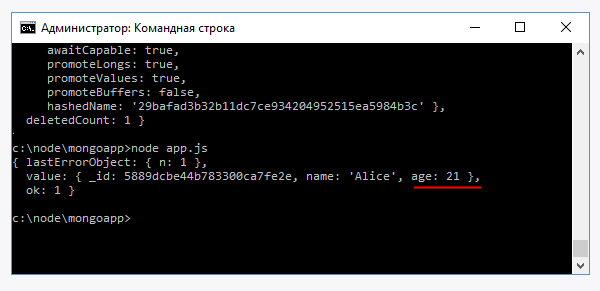 Администратор: Командная строка
awaitCapable: true,
promoteLongs: true,
promoteValues: true,
promoteBuffers: false,
hashedName: '29bafad3b32b11dc7ce934204952515ea5984b3c' },
deletedCount: 1 }
c:\node\mongoapp>node app.js
{ lastErrorObject: { n: 1 },
value: { _id: 5889dcbe44b783300ca7fe2e, name: 'Alice', age: 21 },
ok: 1 }
c:\node\mongoapp>